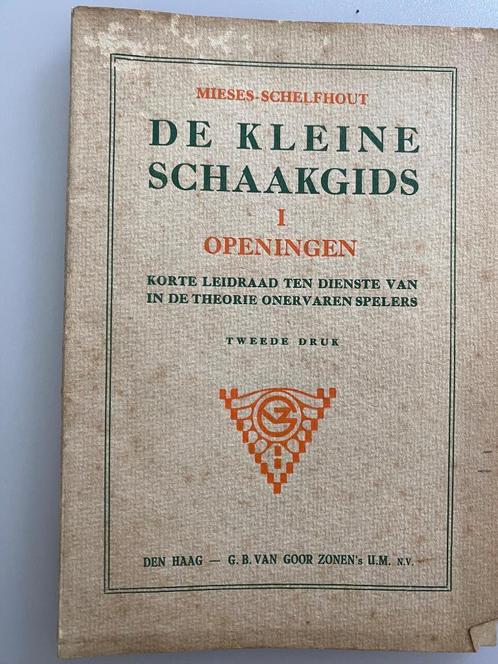 MIESES-SCHELFHOUT
DE KLEINE
SCHAAKGIDS
I
OPENINGEN
KORTE LEIDRAAD TEN DIENSTE VAN
IN DE THEORIE ONERVAREN SPELERS
TWEEDE DRUK
DEN HAAG — G. B. VAN GOOR ZONEN's U.M. N.V.